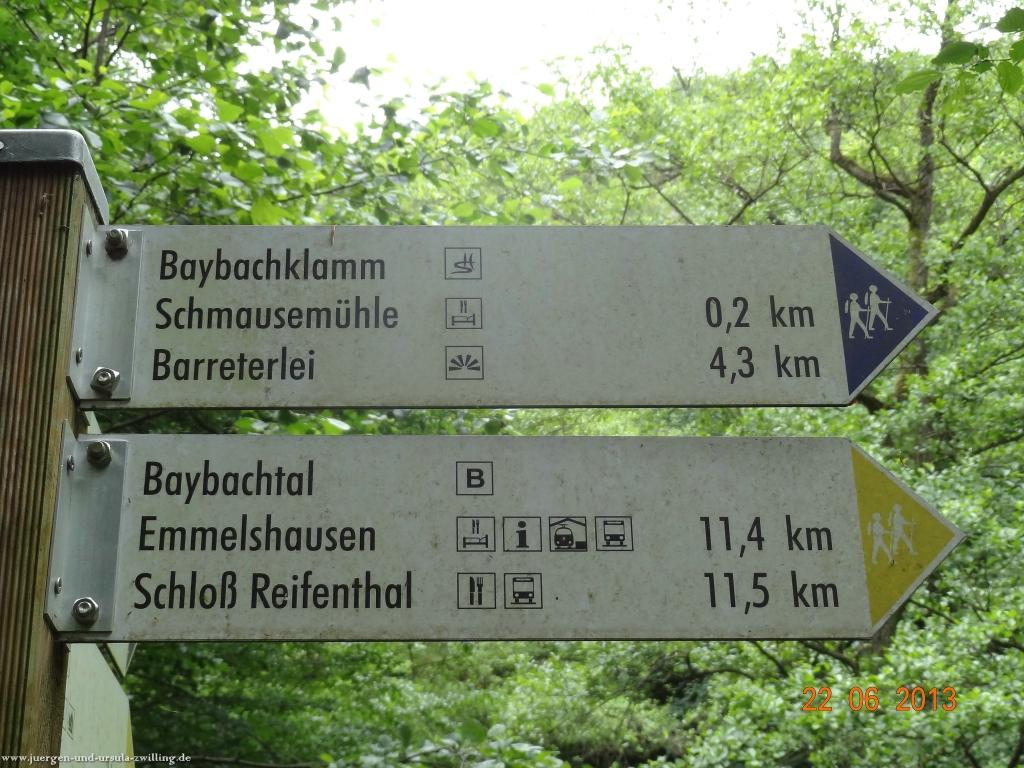 Baybachklamm
Schmausemühle 0,2 km
Barreterlei 4,3 km
Baybachtal B
Emmelshausen i 11,4 km
Schloß Reifenthal 11,5 km
22 06 2013
www.juergen-und-ursula-zwilling.de